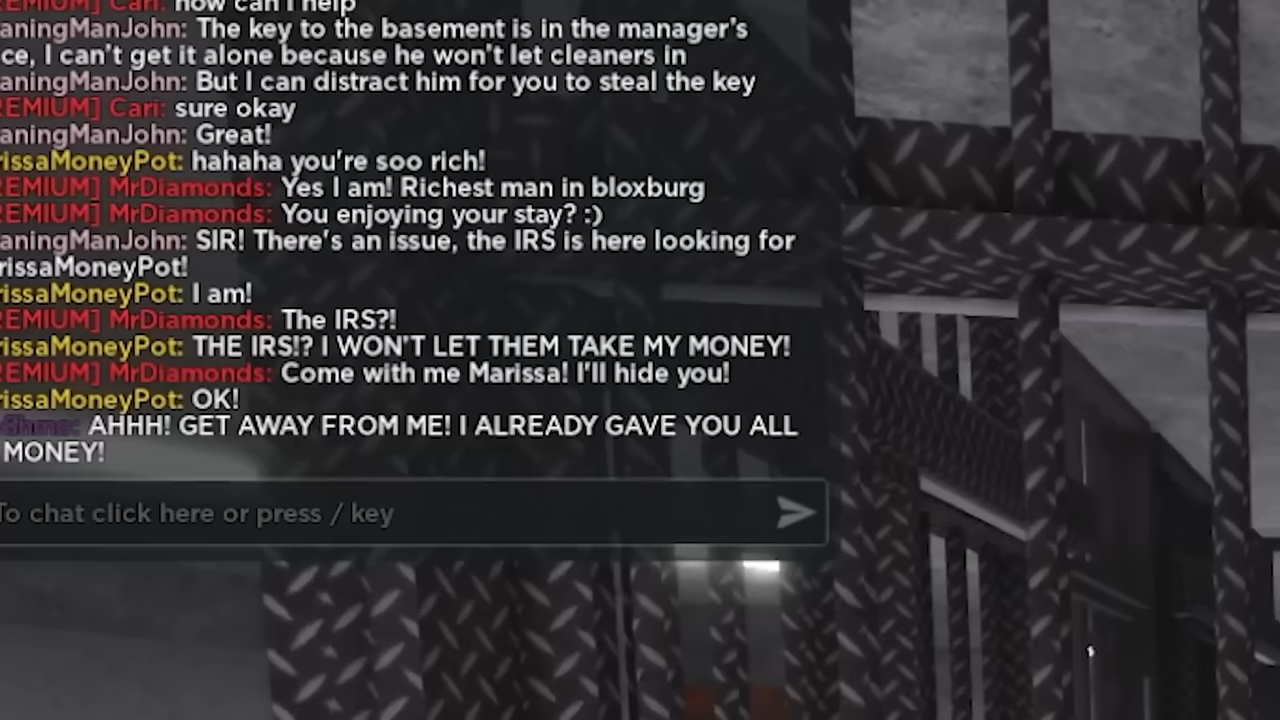 REMIUM] Cari: how can I help
aningManJohn: The key to the basement is in the manager's
ce, I can't get it alone because he won't let cleaners in
aningManJohn: But I can distract him for you to steal the key
REMIUM] Cari: sure okay
aningManJohn: Great!
rissaMoneyPot: hahaha you're soo rich!
REMIUM] MrDiamonds: Yes I am! Richest man in bloxburg
REMIUM] MrDiamonds: You enjoying your stay? :)
aningManJohn: SIR! There's an issue, the IRS is here looking for
rissaMoneyPot!
rissaMoneyPot: I am!
REMIUM] MrDiamonds: The IRS?!
rissaMoneyPot: THE IRS!? I WON'T LET THEM TAKE MY MONEY!
REMIUM] MrDiamonds: Come with me Marissa! I'll hide you!
rissaMoneyPot: OK!
AHHH! GET AWAY FROM ME! I ALREADY GAVE YOU ALL
MONEY!
To chat click here or press / key